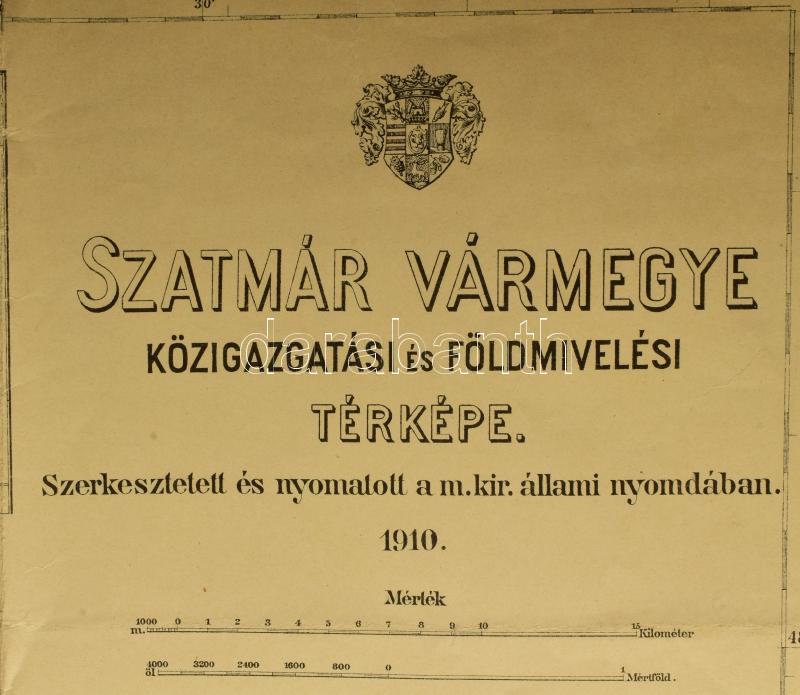 30'
SZATMÁR VÁRMEGYE
KÖZIGAZGATÁSI ÉS FÖLDMIVELÉSI
darabanth
TÉRKÉPE.
Szerkesztetett és nyomatott a m. kir. állami nyomdában.
1910.
Mérték
1000 0 1 2 3 4 5 6 7 8 9 10 15
m. Kilométer
4000 3200 2400 1600 800 0 1
öl Mértföld.